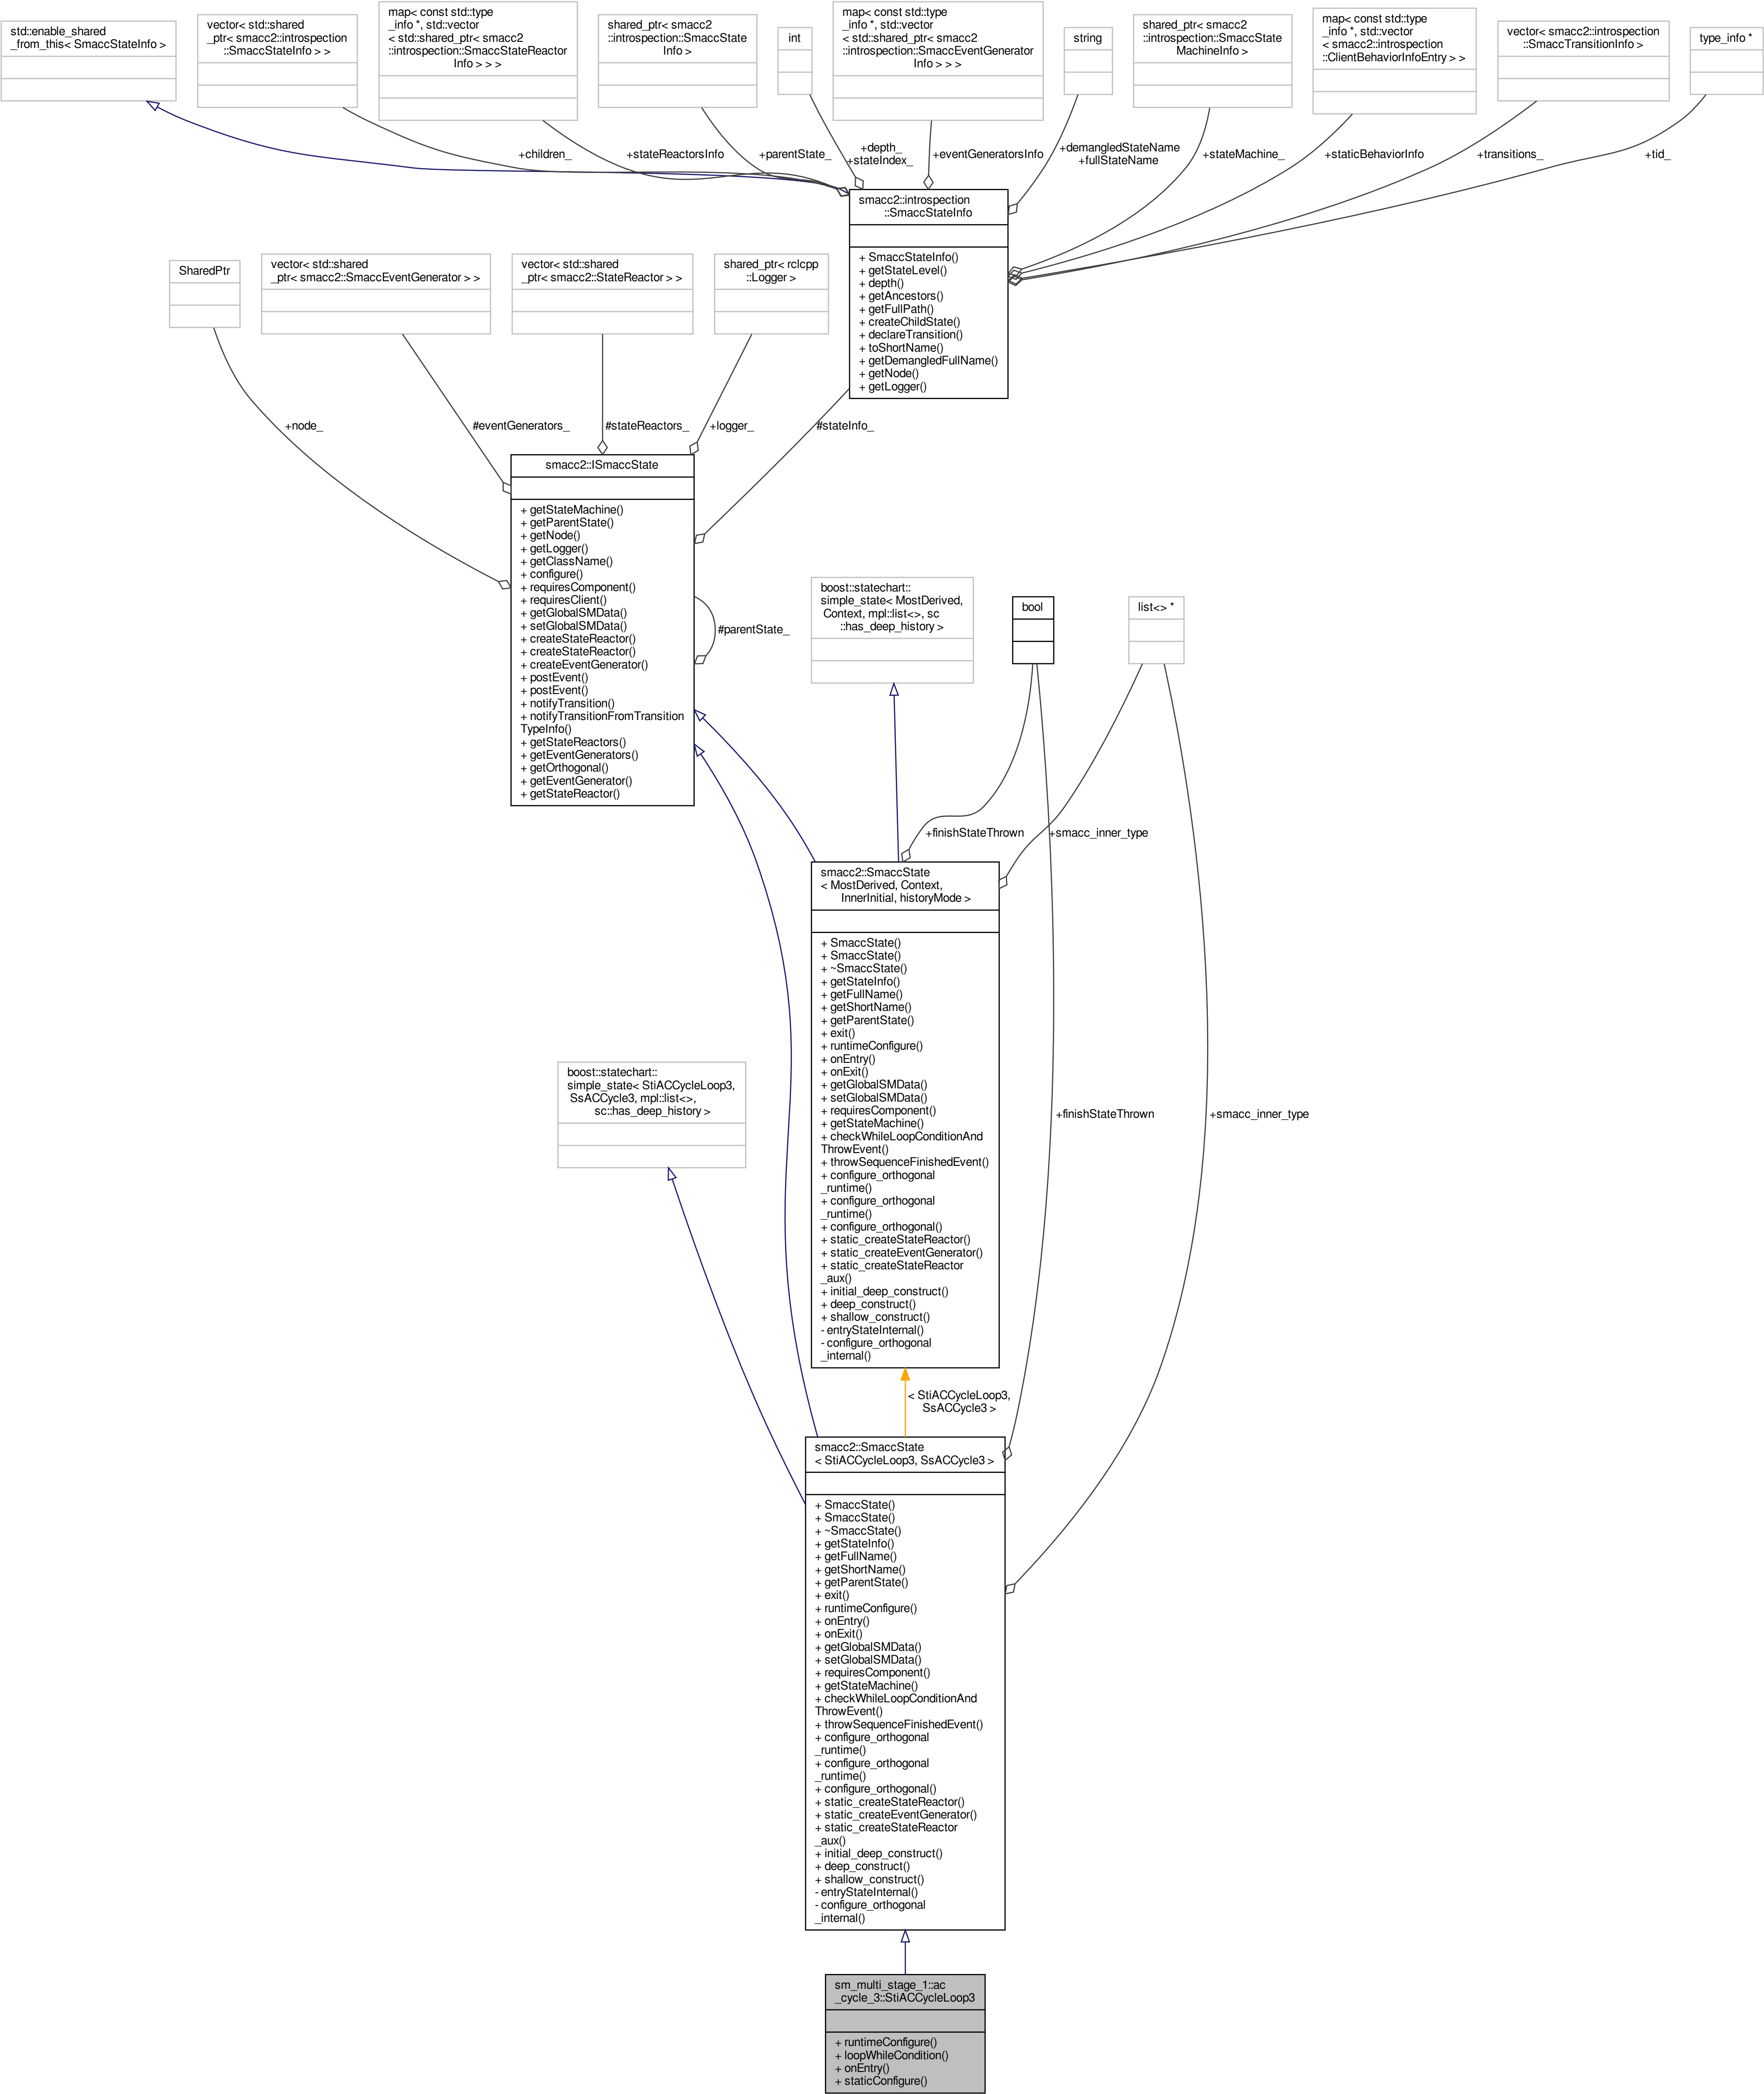 std::enable_shared
_from_this< SmaccStateInfo >
vector< std::shared
_ptr< smacc2::introspection
::SmaccStateInfo > >
map< const std::type
_info *, std::vector
< std::shared_ptr< smacc2
::introspection::SmaccStateReactor
Info > > >
shared_ptr< smacc2
::introspection::SmaccState
Info >
int
map< const std::type
_info *, std::vector
< std::shared_ptr< smacc2
::introspection::SmaccEventGenerator
Info > > >
string
shared_ptr< smacc2
::introspection::SmaccState
MachineInfo >
map< const std::type
_info *, std::vector
< smacc2::introspection
::ClientBehaviorInfoEntry > >
vector< smacc2::introspection
::SmaccTransitionInfo >
type_info *
+children_
+stateReactorsInfo
+parentState_
+depth_
+stateIndex_
+eventGeneratorsInfo
+demangledStateName
+fullStateName
+stateMachine_
+staticBehaviorInfo
+transitions_
+tid_
smacc2::introspection
::SmaccStateInfo
+ SmaccStateInfo()
+ getStateLevel()
+ depth()
+ getAncestors()
+ getFullPath()
+ createChildState()
+ declareTransition()
+ toShortName()
+ getDemangledFullName()
+ getNode()
+ getLogger()
SharedPtr
vector< std::shared
_ptr< smacc2::SmaccEventGenerator > >
vector< std::shared
_ptr< smacc2::StateReactor > >
shared_ptr< rclcpp
::Logger >
+node_
#eventGenerators_
#stateReactors_
+logger_
#stateInfo_
smacc2::ISmaccState
+ getStateMachine()
+ getParentState()
+ getNode()
+ getLogger()
+ getClassName()
+ configure()
+ requiresComponent()
+ requiresClient()
+ getGlobalSMData()
+ setGlobalSMData()
+ createStateReactor()
+ createStateReactor()
+ createEventGenerator()
+ postEvent()
+ postEvent()
+ notifyTransition()
+ notifyTransitionFromTransition
TypeInfo()
+ getStateReactors()
+ getEventGenerators()
+ getOrthogonal()
+ getEventGenerator()
+ getStateReactor()
#parentState_
boost::statechart::
simple_state< MostDerived,
Context, mpl::list<>, sc
::has_deep_history >
bool
list<> *
+finishStateThrown
+smacc_inner_type
smacc2::SmaccState
< MostDerived, Context,
InnerInitial, historyMode >
+ SmaccState()
+ SmaccState()
+ ~SmaccState()
+ getStateInfo()
+ getFullName()
+ getShortName()
+ getParentState()
+ exit()
+ runtimeConfigure()
+ onEntry()
+ onExit()
+ getGlobalSMData()
+ setGlobalSMData()
+ requiresComponent()
+ getStateMachine()
+ checkWhileLoopConditionAnd
ThrowEvent()
+ throwSequenceFinishedEvent()
+ configure_orthogonal
_runtime()
+ configure_orthogonal
_runtime()
+ configure_orthogonal()
+ static_createStateReactor()
+ static_createEventGenerator()
+ static_createStateReactor
_aux()
+ initial_deep_construct()
+ deep_construct()
+ shallow_construct()
- entryStateInternal()
- configure_orthogonal
_internal()
boost::statechart::
simple_state< StiACCycleLoop3,
SsACCycle3, mpl::list<>,
sc::has_deep_history >
+finishStateThrown
+smacc_inner_type
< StiACCycleLoop3,
SsACCycle3 >
smacc2::SmaccState
< StiACCycleLoop3, SsACCycle3 >
+ SmaccState()
+ SmaccState()
+ ~SmaccState()
+ getStateInfo()
+ getFullName()
+ getShortName()
+ getParentState()
+ exit()
+ runtimeConfigure()
+ onEntry()
+ onExit()
+ getGlobalSMData()
+ setGlobalSMData()
+ requiresComponent()
+ getStateMachine()
+ checkWhileLoopConditionAnd
ThrowEvent()
+ throwSequenceFinishedEvent()
+ configure_orthogonal
_runtime()
+ configure_orthogonal
_runtime()
+ configure_orthogonal()
+ static_createStateReactor()
+ static_createEventGenerator()
+ static_createStateReactor
_aux()
+ initial_deep_construct()
+ deep_construct()
+ shallow_construct()
- entryStateInternal()
- configure_orthogonal
_internal()
sm_multi_stage_1::ac
_cycle_3::StiACCycleLoop3
+ runtimeConfigure()
+ loopWhileCondition()
+ onEntry()
+ staticConfigure()